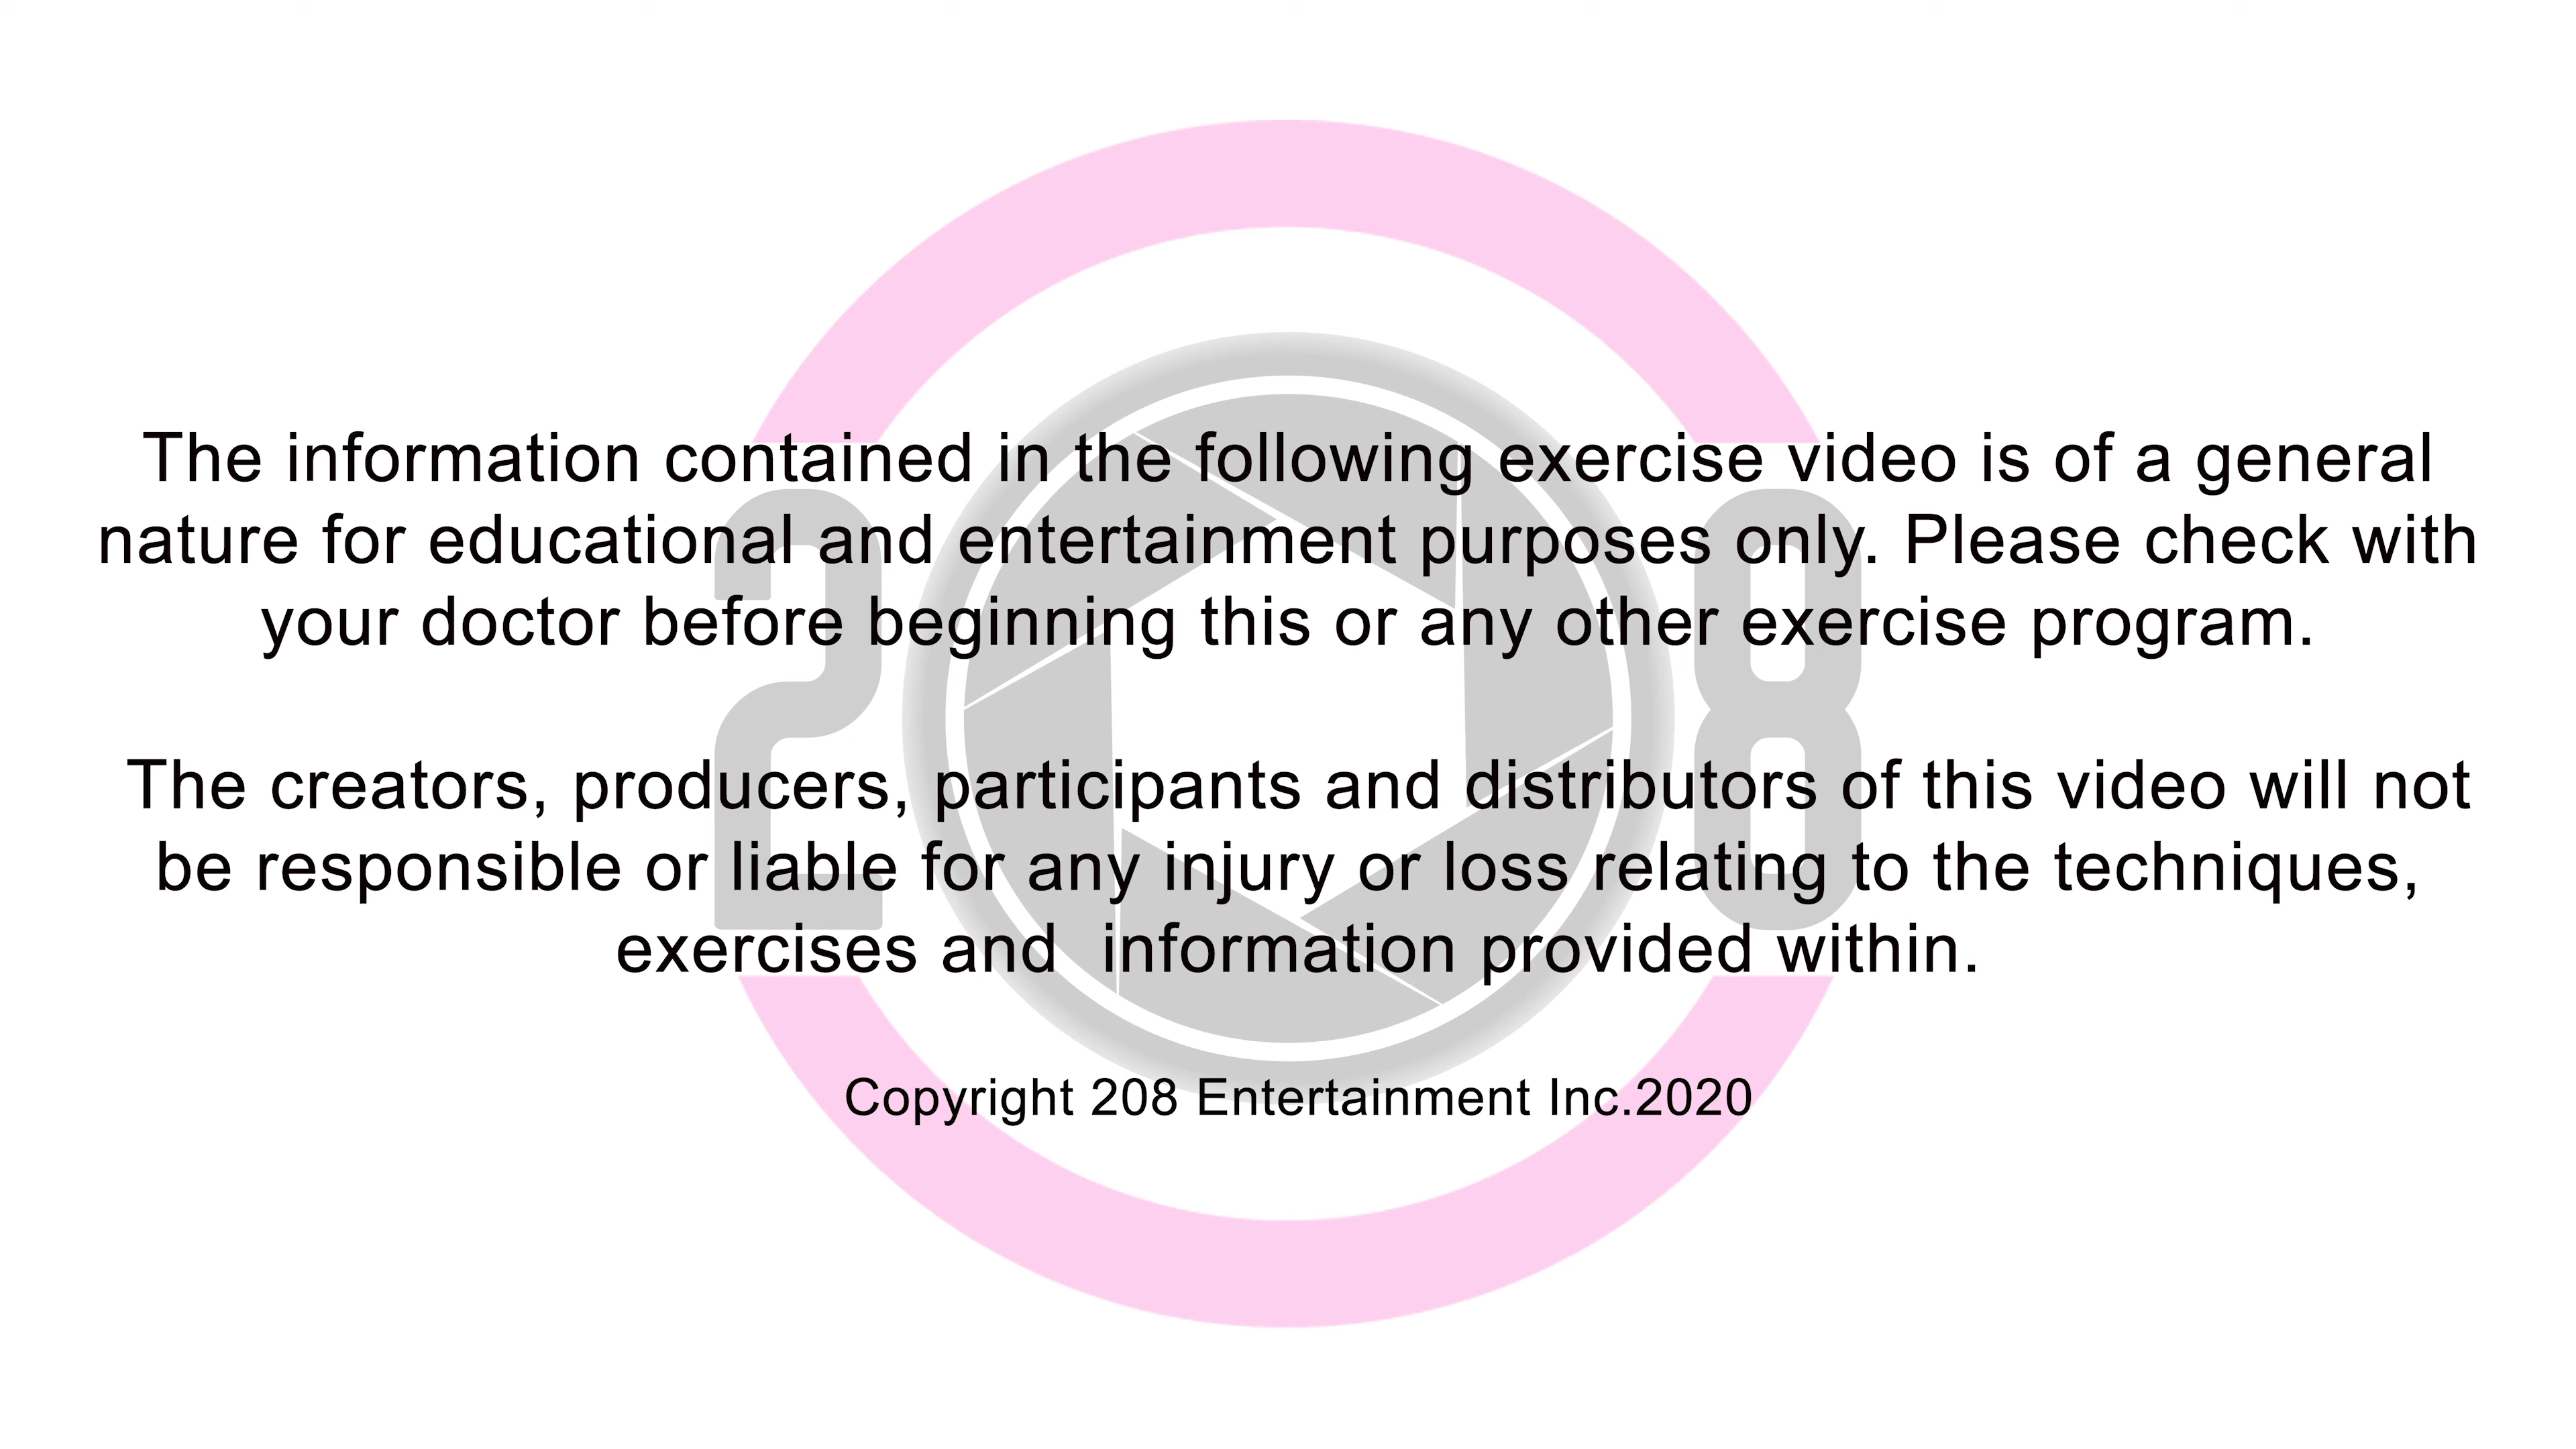 The information contained in the following exercise video is of a general
nature for educational and entertainment purposes only. Please check with
your doctor before beginning this or any other exercise program.
The creators, producers, participants and distributors of this video will not
be responsible or liable for any injury or loss relating to the techniques,
exercises and  information provided within.
Copyright 208 Entertainment Inc.2020
208